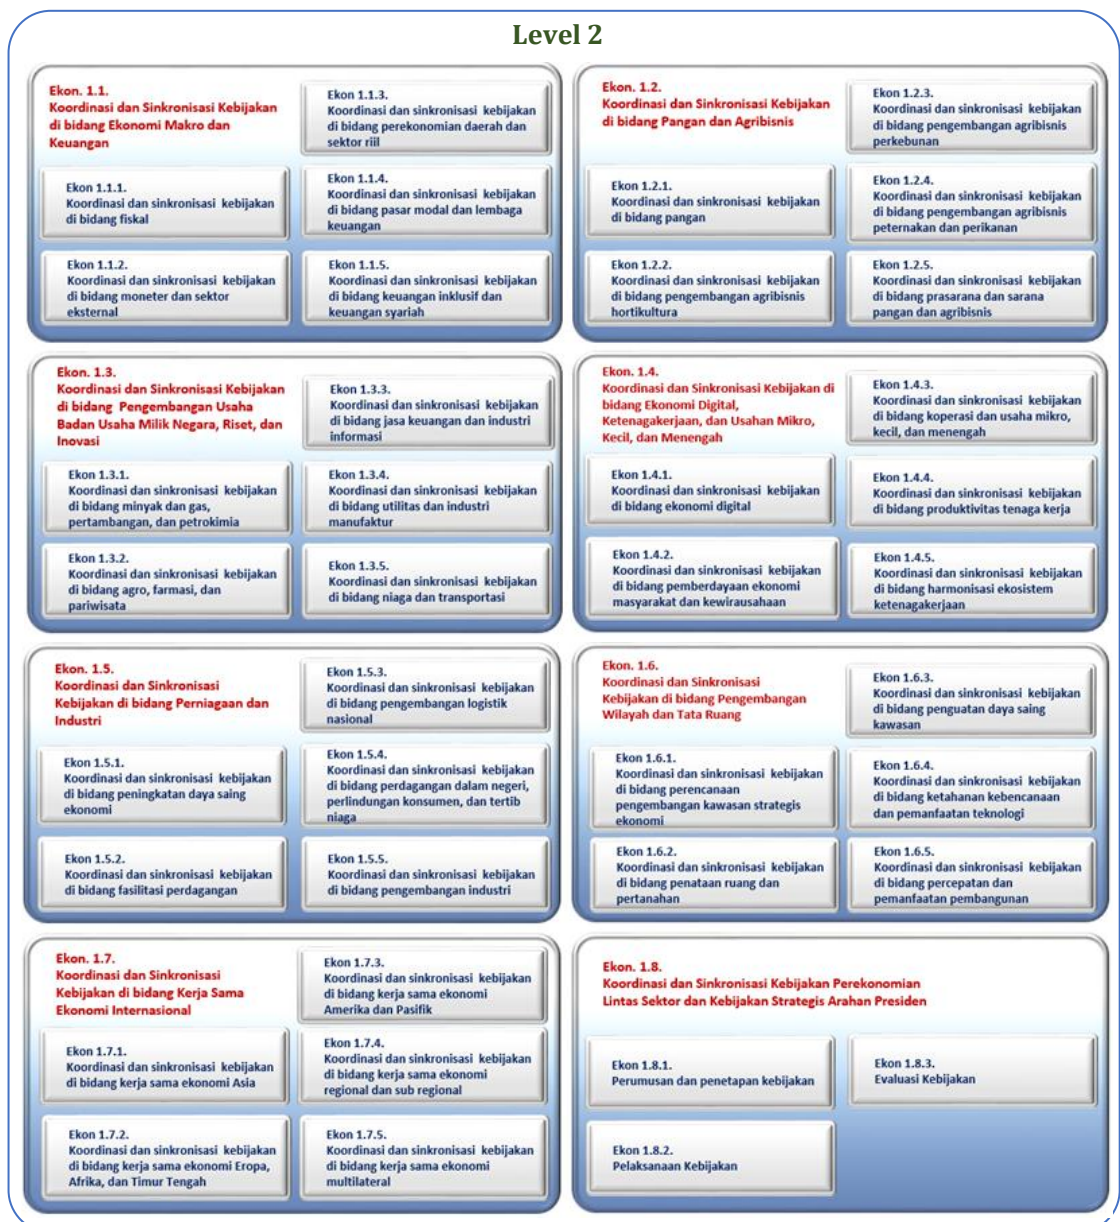 Level 2
Ekon. 1.1.
Koordinasi dan Sinkronisasi Kebijakan
di bidang Ekonomi Makro dan
Keuangan
Ekon 1.1.1.
Koordinasi dan sinkronisasi kebijakan
di bidang fiskal
Ekon 1.1.2.
Koordinasi dan sinkronisasi kebijakan
di bidang moneter dan sektor
eksternal
Ekon 1.1.3.
Koordinasi dan sinkronisasi kebijakan
di bidang perekonomian daerah dan
sektor riil
Ekon 1.1.4.
Koordinasi dan sinkronisasi kebijakan
di bidang pasar modal dan lembaga
keuangan
Ekon 1.1.5.
Koordinasi dan sinkronisasi kebijakan
di bidang keuangan inklusif dan
keuangan syariah
Ekon. 1.2.
Koordinasi dan Sinkronisasi Kebijakan
di bidang Pangan dan Agribisnis
Ekon 1.2.1.
Koordinasi dan sinkronisasi kebijakan
di bidang pangan
Ekon 1.2.2.
Koordinasi dan sinkronisasi kebijakan
di bidang pengembangan agribisnis
hortikultura
Ekon 1.2.3.
Koordinasi dan sinkronisasi kebijakan
di bidang pengembangan agribisnis
perkebunan
Ekon 1.2.4.
Koordinasi dan sinkronisasi kebijakan
di bidang pengembangan agribisnis
peternakan dan perikanan
Ekon 1.2.5.
Koordinasi dan sinkronisasi kebijakan
di bidang prasarana dan sarana
pangan dan agribisnis
Ekon. 1.3.
Koordinasi dan Sinkronisasi Kebijakan
di bidang Pengembangan Usaha
Badan Usaha Milik Negara, Riset, dan
Inovasi
Ekon 1.3.1.
Koordinasi dan sinkronisasi kebijakan
di bidang minyak dan gas,
pertambangan, dan petrokimia
Ekon 1.3.2.
Koordinasi dan sinkronisasi kebijakan
di bidang agro, farmasi, dan
pariwisata
Ekon 1.3.3.
Koordinasi dan sinkronisasi kebijakan
di bidang jasa keuangan dan industri
informasi
Ekon 1.3.4.
Koordinasi dan sinkronisasi kebijakan
di bidang utilitas dan industri
manufaktur
Ekon 1.3.5.
Koordinasi dan sinkronisasi kebijakan
di bidang niaga dan transportasi
Ekon. 1.4.
Koordinasi dan Sinkronisasi Kebijakan di
bidang Ekonomi Digital,
Ketenagakerjaan, dan Usahan Mikro,
Kecil, dan Menengah
Ekon 1.4.1.
Koordinasi dan sinkronisasi kebijakan
di bidang ekonomi digital
Ekon 1.4.2.
Koordinasi dan sinkronisasi kebijakan
di bidang pemberdayaan ekonomi
masyarakat dan kewirausahaan
Ekon 1.4.3.
Koordinasi dan sinkronisasi kebijakan
di bidang koperasi dan usaha mikro,
kecil, dan menengah
Ekon 1.4.4.
Koordinasi dan sinkronisasi kebijakan
di bidang produktivitas tenaga kerja
Ekon 1.4.5.
Koordinasi dan sinkronisasi kebijakan
di bidang harmonisasi ekosistem
ketenagakerjaan
Ekon. 1.5.
Koordinasi dan Sinkronisasi
Kebijakan di bidang Perniagaan dan
Industri
Ekon 1.5.1.
Koordinasi dan sinkronisasi kebijakan
di bidang peningkatan daya saing
ekonomi
Ekon 1.5.2.
Koordinasi dan sinkronisasi kebijakan
di bidang fasilitasi perdagangan
Ekon 1.5.3.
Koordinasi dan sinkronisasi kebijakan
di bidang pengembangan logistik
nasional
Ekon 1.5.4.
Koordinasi dan sinkronisasi kebijakan
di bidang perdagangan dalam negeri,
perlindungan konsumen, dan tertib
niaga
Ekon 1.5.5.
Koordinasi dan sinkronisasi kebijakan
di bidang pengembangan industri
Ekon. 1.6.
Koordinasi dan Sinkronisasi
Kebijakan di bidang Pengembangan
Wilayah dan Tata Ruang
Ekon 1.6.1.
Koordinasi dan sinkronisasi kebijakan
di bidang perencanaan
pengembangan kawasan strategis
ekonomi
Ekon 1.6.2.
Koordinasi dan sinkronisasi kebijakan
di bidang penataan ruang dan
pertanahan
Ekon 1.6.3.
Koordinasi dan sinkronisasi kebijakan
di bidang penguatan daya saing
kawasan
Ekon 1.6.4.
Koordinasi dan sinkronisasi kebijakan
di bidang ketahanan kebencanaan
dan pemanfaatan teknologi
Ekon 1.6.5.
Koordinasi dan sinkronisasi kebijakan
di bidang percepatan dan
pemanfaatan pembangunan
Ekon. 1.7.
Koordinasi dan Sinkronisasi
Kebijakan di bidang Kerja Sama
Ekonomi Internasional
Ekon 1.7.1.
Koordinasi dan sinkronisasi kebijakan
di bidang kerja sama ekonomi Asia
Ekon 1.7.2.
Koordinasi dan sinkronisasi kebijakan
di bidang kerja sama ekonomi Eropa,
Afrika, dan Timur Tengah
Ekon 1.7.3.
Koordinasi dan sinkronisasi kebijakan
di bidang kerja sama ekonomi
Amerika dan Pasifik
Ekon 1.7.4.
Koordinasi dan sinkronisasi kebijakan
di bidang kerja sama ekonomi
regional dan sub regional
Ekon 1.7.5.
Koordinasi dan sinkronisasi kebijakan
di bidang kerja sama ekonomi
multilateral
Ekon. 1.8.
Koordinasi dan Sinkronisasi Kebijakan Perekonomian
Lintas Sektor dan Kebijakan Strategis Arahan Presiden
Ekon 1.8.1.
Perumusan dan penetapan kebijakan
Ekon 1.8.2.
Pelaksanaan Kebijakan
Ekon 1.8.3.
Evaluasi Kebijakan